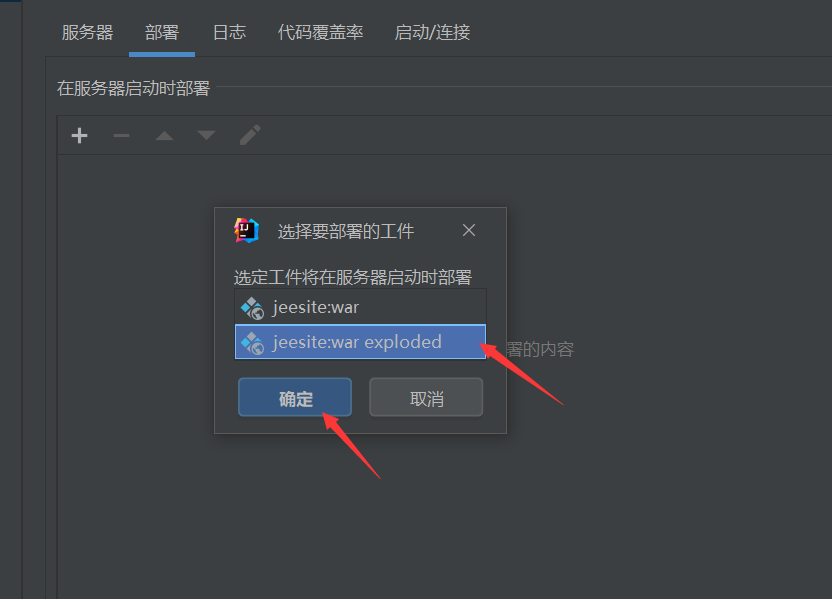 服务器 部署 日志 代码覆盖率 启动/连接
在服务器启动时部署
选择要部署的工件
选定工件将在服务器启动时部署
jeesite:war
jeesite:war exploded
署的内容
确定 取消